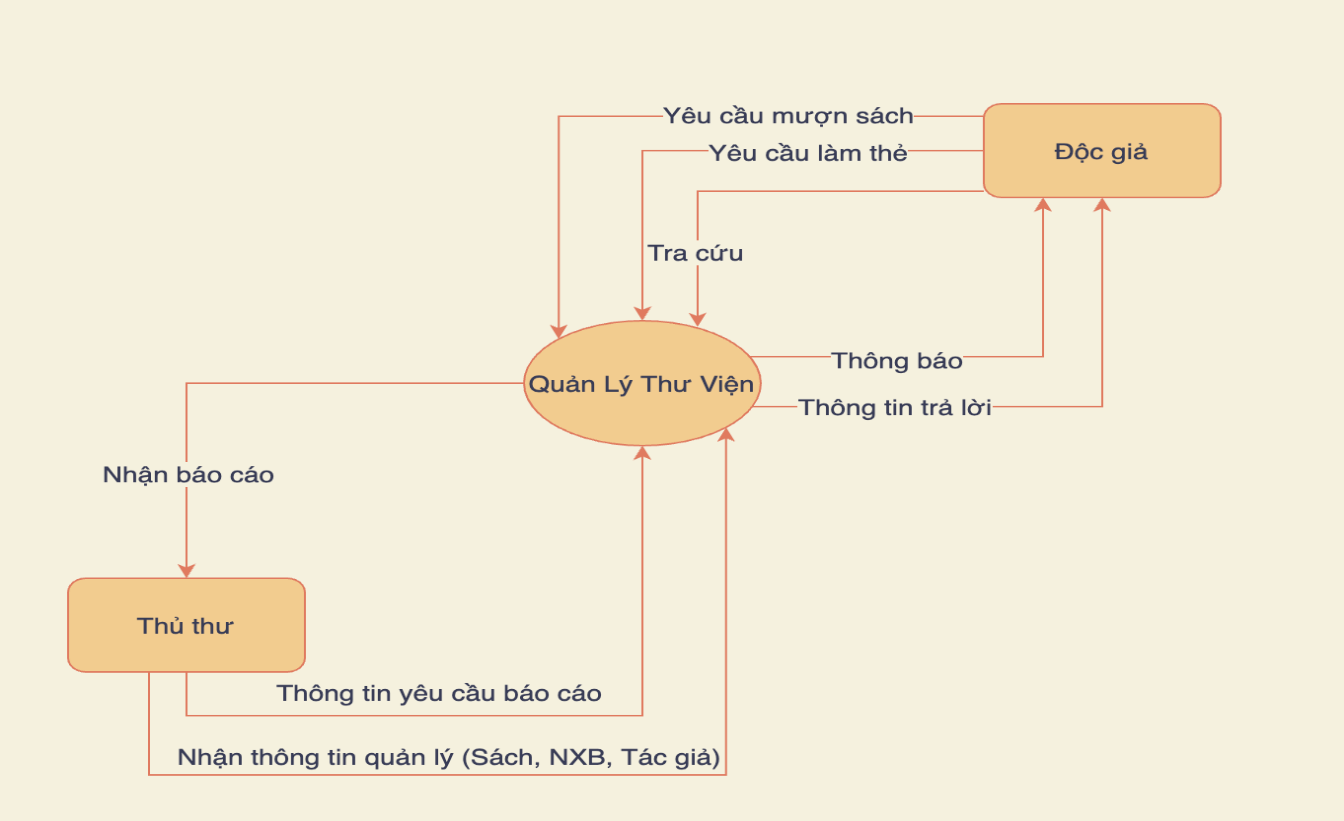 Yêu cầu mượn sách
Yêu cầu làm thẻ
Độc giả
Tra cứu
Thông báo
Quản Lý Thư Viện
Thông tin trả lời
Nhận báo cáo
Thủ thư
Thông tin yêu cầu báo cáo
Nhận thông tin quản lý (Sách, NXB, Tác giả)